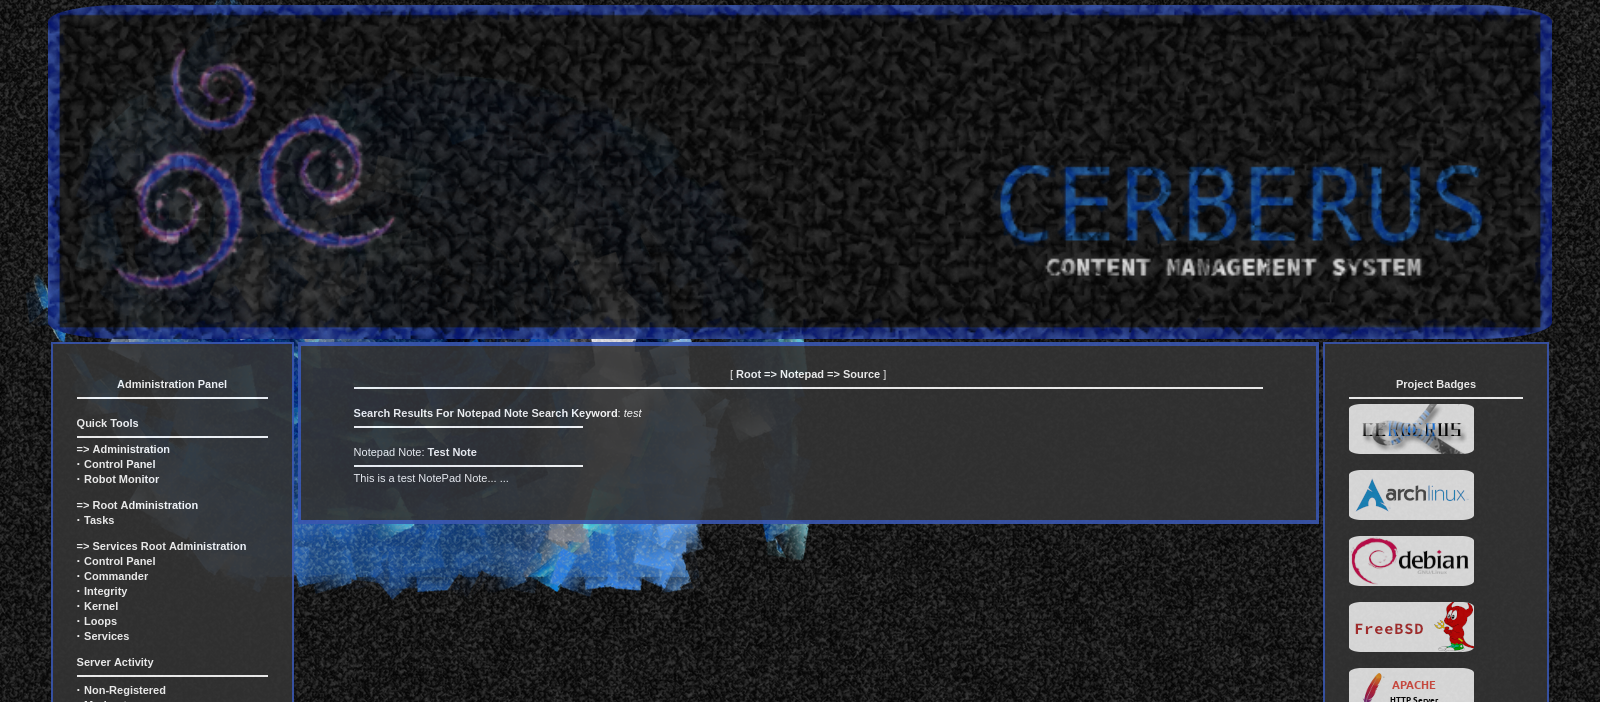 CERBERUS
CONTENT MANAGEMENT SYSTEM
Administration Panel
Quick Tools
=> Administration
· Control Panel
· Robot Monitor
=> Root Administration
· Tasks
=> Services Root Administration
· Control Panel
· Commander
· Integrity
· Kernel
· Loops
· Services
Server Activity
· Non-Registered
[ Root => Notepad => Source ]
Search Results For Notepad Note Search Keyword: test
Notepad Note: Test Note
This is a test NotePad Note... ...
Project Badges
CERBERUS
archlinux
debian
FreeBSD
APACHE
HTTP Server